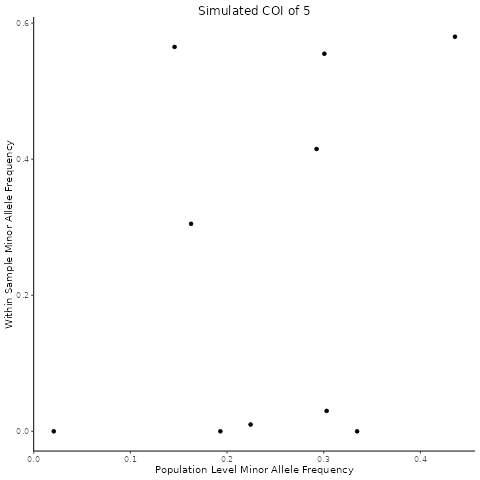 Simulated COI of 5
Within Sample Minor Allele Frequency
0.6
0.4
0.2
0.0
0.0 0.1 0.2 0.3 0.4
Population Level Minor Allele Frequency